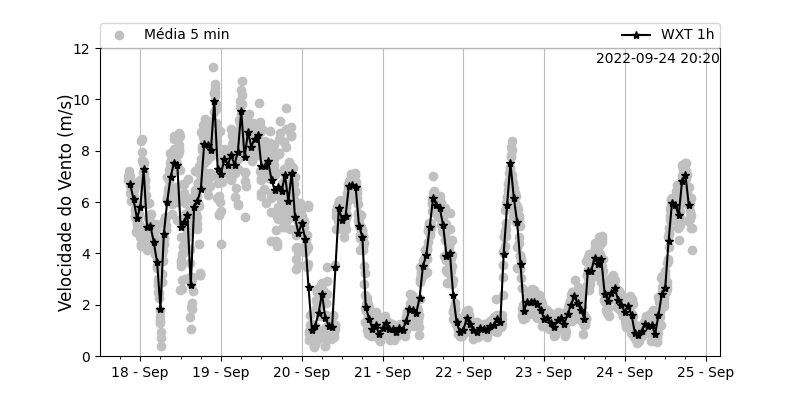 Média 5 min
WXT 1h
2022-09-24 20:20
Velocidade do Vento (m/s)
12
10
8
6
4
2
0
18 - Sep
19 - Sep
20 - Sep
21 - Sep
22 - Sep
23 - Sep
24 - Sep
25 - Sep